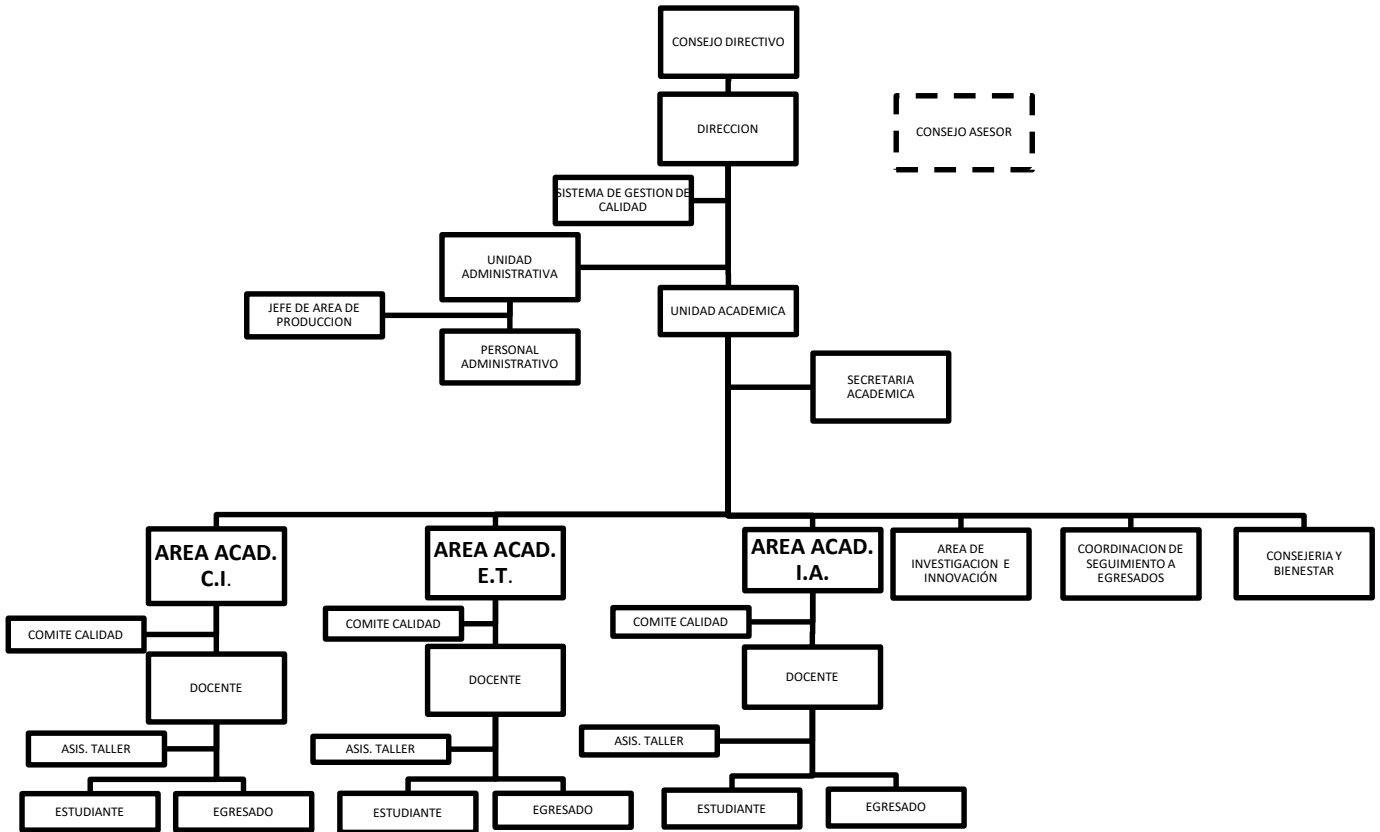 CONSEJO DIRECTIVO
DIRECCION
CONSEJO ASESOR
SISTEMA DE GESTION DE
CALIDAD
UNIDAD
ADMINISTRATIVA
JEFE DE AREA DE
PRODUCCION
UNIDAD ACADEMICA
PERSONAL
ADMINISTRATIVO
SECRETARIA
ACADEMICA
AREA ACAD.
C.I.
AREA ACAD.
E.T.
AREA ACAD.
I.A.
AREA DE
INVESTIGACION E
INNOVACIÓN
COORDINACION DE
SEGUIMIENTO A
EGRESADOS
CONSEJERIA Y
BIENESTAR
COMITE CALIDAD
COMITE CALIDAD
COMITE CALIDAD
DOCENTE
DOCENTE
DOCENTE
ASIS. TALLER
ASIS. TALLER
ASIS. TALLER
ESTUDIANTE
EGRESADO
ESTUDIANTE
EGRESADO
ESTUDIANTE
EGRESADO